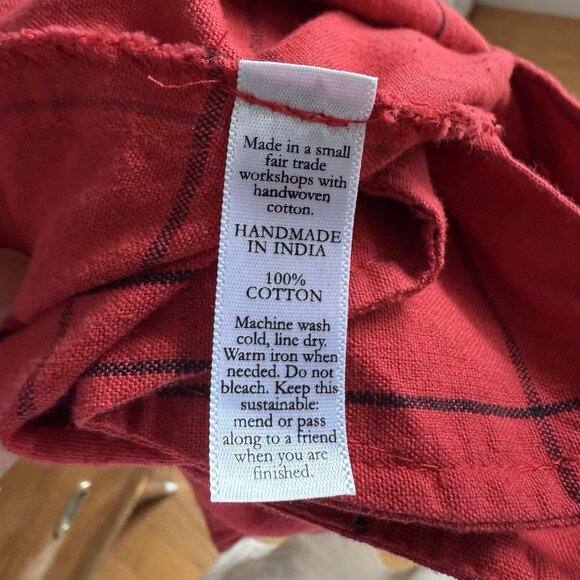 Made in a small
fair trade
workshops with
handwoven
cotton.
HANDMADE
IN INDIA
100%
COTTON
Machine wash
cold, line dry.
Warm iron when
needed. Do not
bleach. Keep this
sustainable:
mend or pass
along to a friend
when you are
finished.